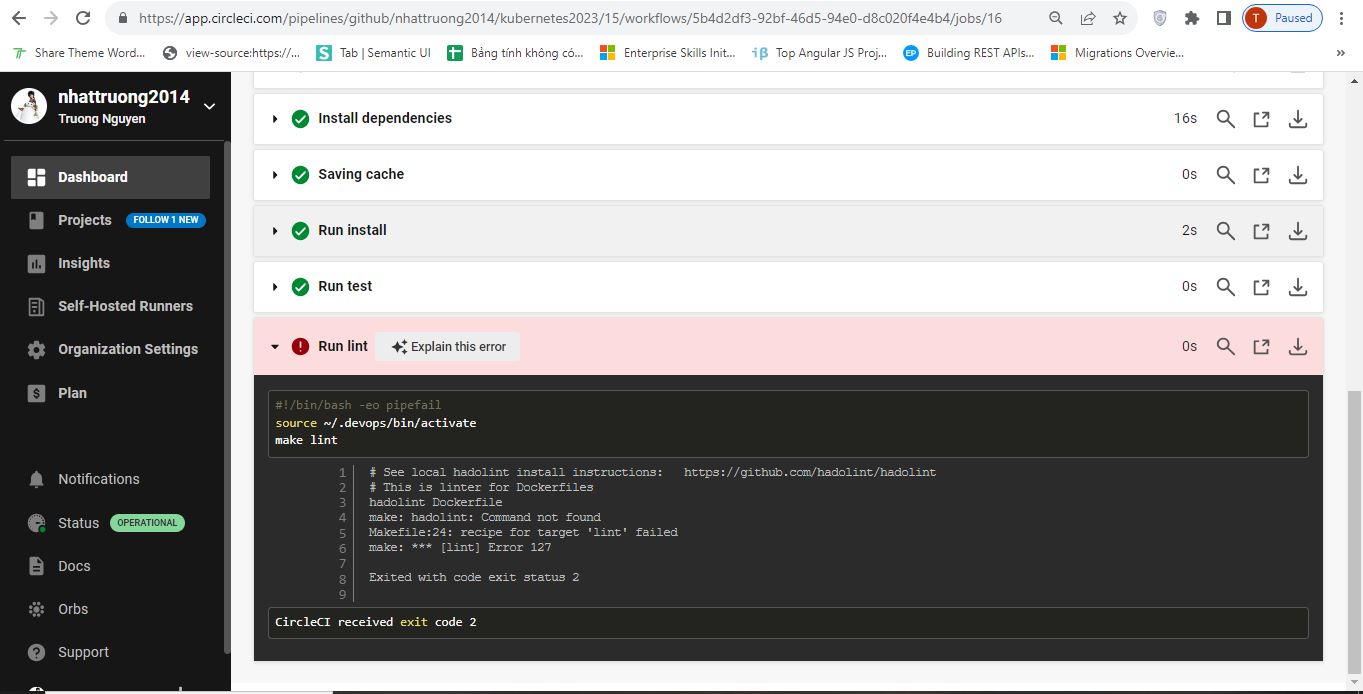 https://app.circleci.com/pipelines/github/nhattruong2014/kubernetes2023/15/workflows/5b4d2df3-92bf-46d5-94e0-d8c020f4e4b4/jobs/16
T Paused
Share Theme Word...
view-source:https://...
S Tab | Semantic UI
Bảng tính không có...
Enterprise Skills Init...
Top Angular JS Proj...
EP Building REST APIs...
Migrations Overvie...
»
nhattruong2014
Truong Nguyen
Dashboard
Projects FOLLOW 1 NEW
Insights
Self-Hosted Runners
Organization Settings
Plan
Notifications
Status OPERATIONAL
Docs
Orbs
Support
Install dependencies 16s
Saving cache 0s
Run install 2s
Run test 0s
Run lint Explain this error 0s
#!/bin/bash -eo pipefail
source ~/.devops/bin/activate
make lint
1 # See local hadolint install instructions:   https://github.com/hadolint/hadolint
2 # This is linter for Dockerfiles
3 hadolint Dockerfile
4 make: hadolint: Command not found
5 Makefile:24: recipe for target 'lint' failed
6 make: *** [lint] Error 127
7
8 Exited with code exit status 2
9
CircleCI received exit code 2